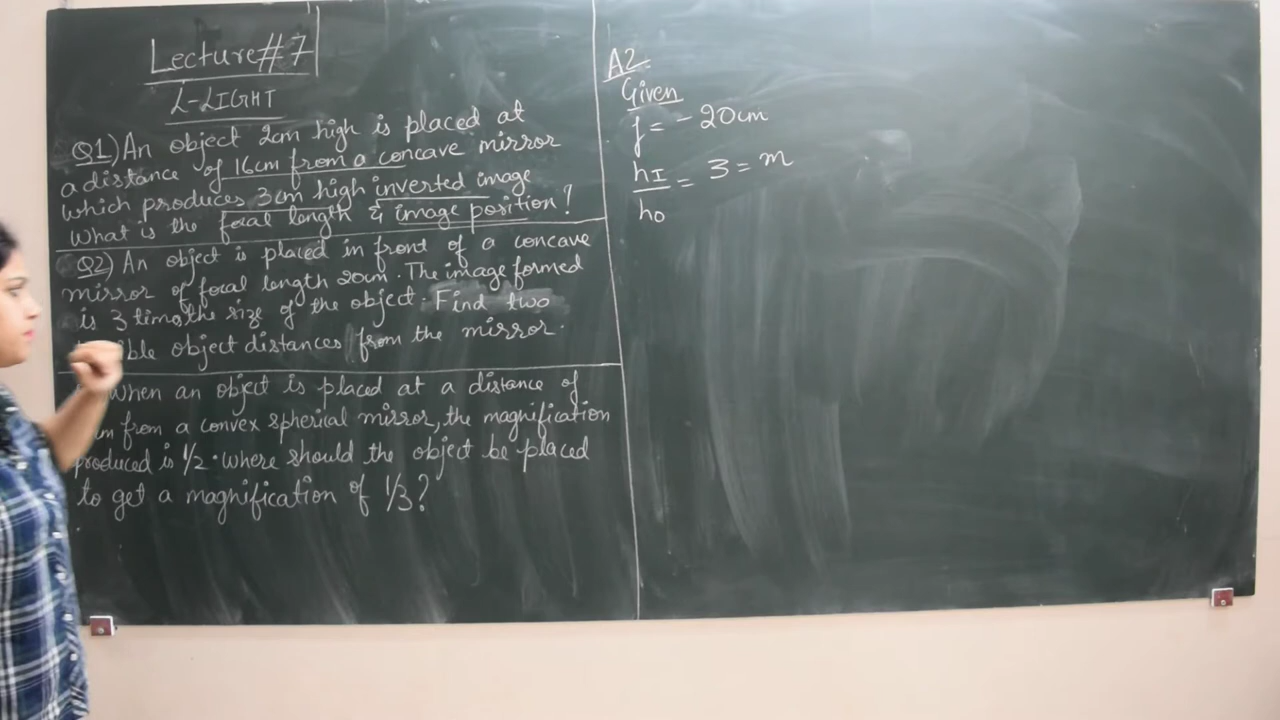 Lecture #7
L-LIGHT
Q1) An object 2cm high is placed at
a distance of 16cm from a concave mirror
which produces 3cm high inverted image
What is the focal length & image position?
Q2) An object is placed in front of a concave
mirror of focal length 20cm. The image formed
is 3 times the size of the object. Find two
object distances from the mirror.
When an object is placed at a distance of
from a convex spherial mirror, the magnification
produced is 1/2. Where should the object be placed
to get a magnification of 1/3?
A2.
Given
f = - 20cm
hI
— = 3 = m
ho